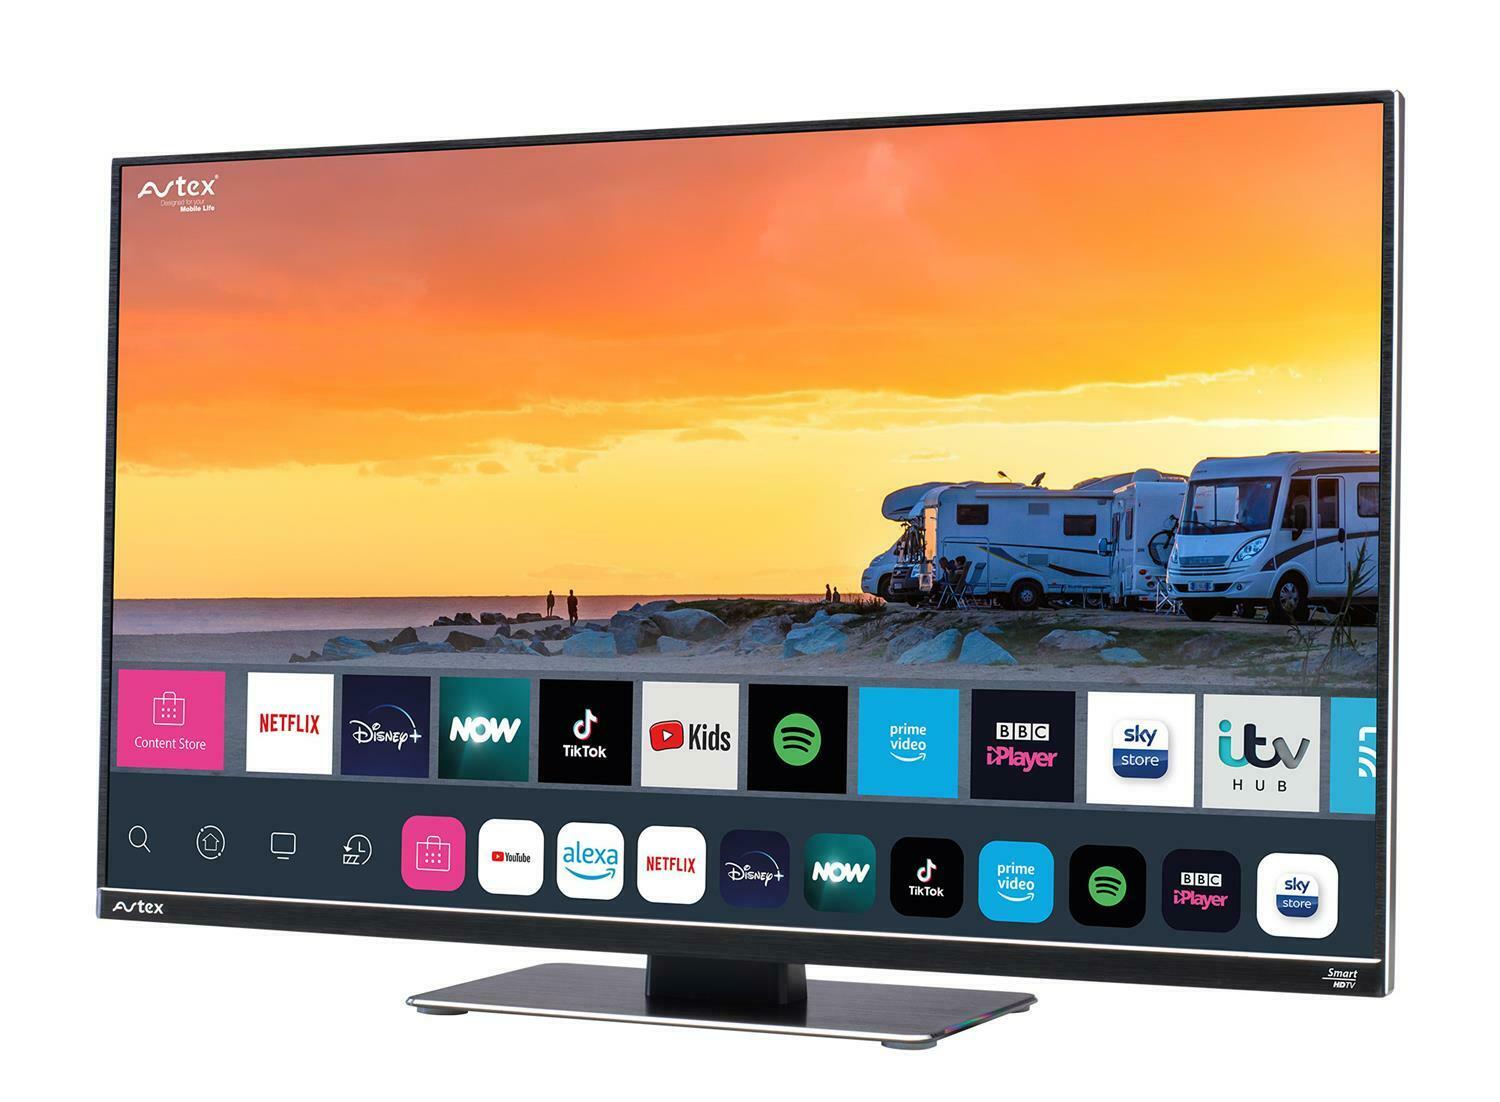 Avtex
Designed for your
Mobile Life
Content Store
NETFLIX
Disney+
NOW
TikTok
Kids
prime
video
BBC
iPlayer
sky
store
itv
HUB
YouTube
alexa
NETFLIX
Disney+
NOW
TikTok
prime
video
BBC
iPlayer
sky
store
Avtex
Smart
HDTV